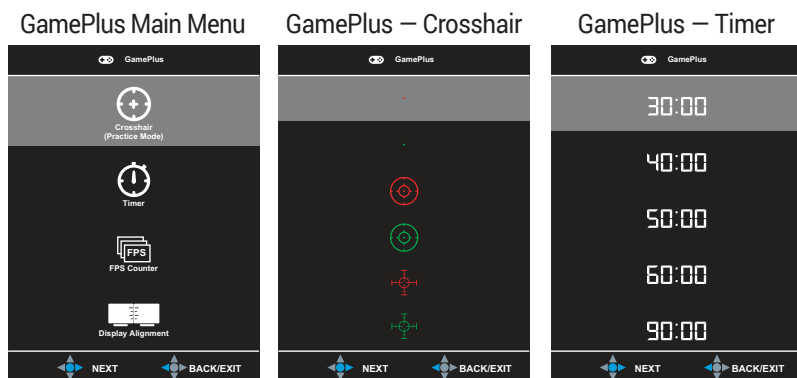 GamePlus Main Menu
GamePlus
Crosshair
(Practice Mode)
Timer
FPS
FPS Counter
Display Alignment
NEXT BACK/EXIT
GamePlus — Crosshair
GamePlus
NEXT BACK/EXIT
GamePlus — Timer
GamePlus
30:00
40:00
50:00
60:00
90:00
NEXT BACK/EXIT